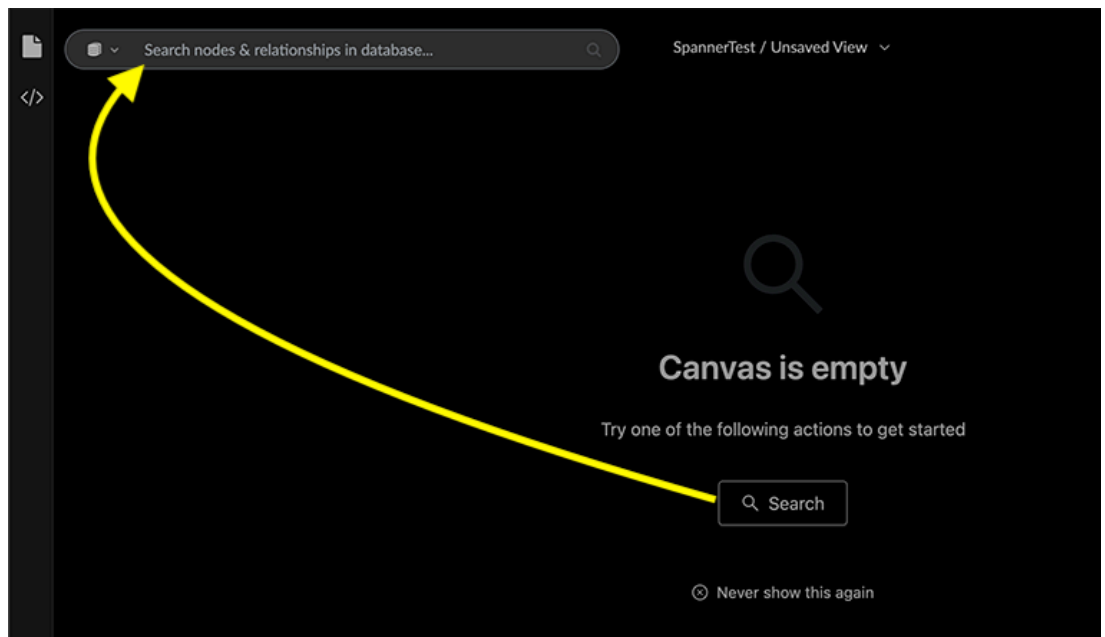 Search nodes & relationships in database...
SpannerTest / Unsaved View
</>
Canvas is empty
Try one of the following actions to get started
Search
Never show this again